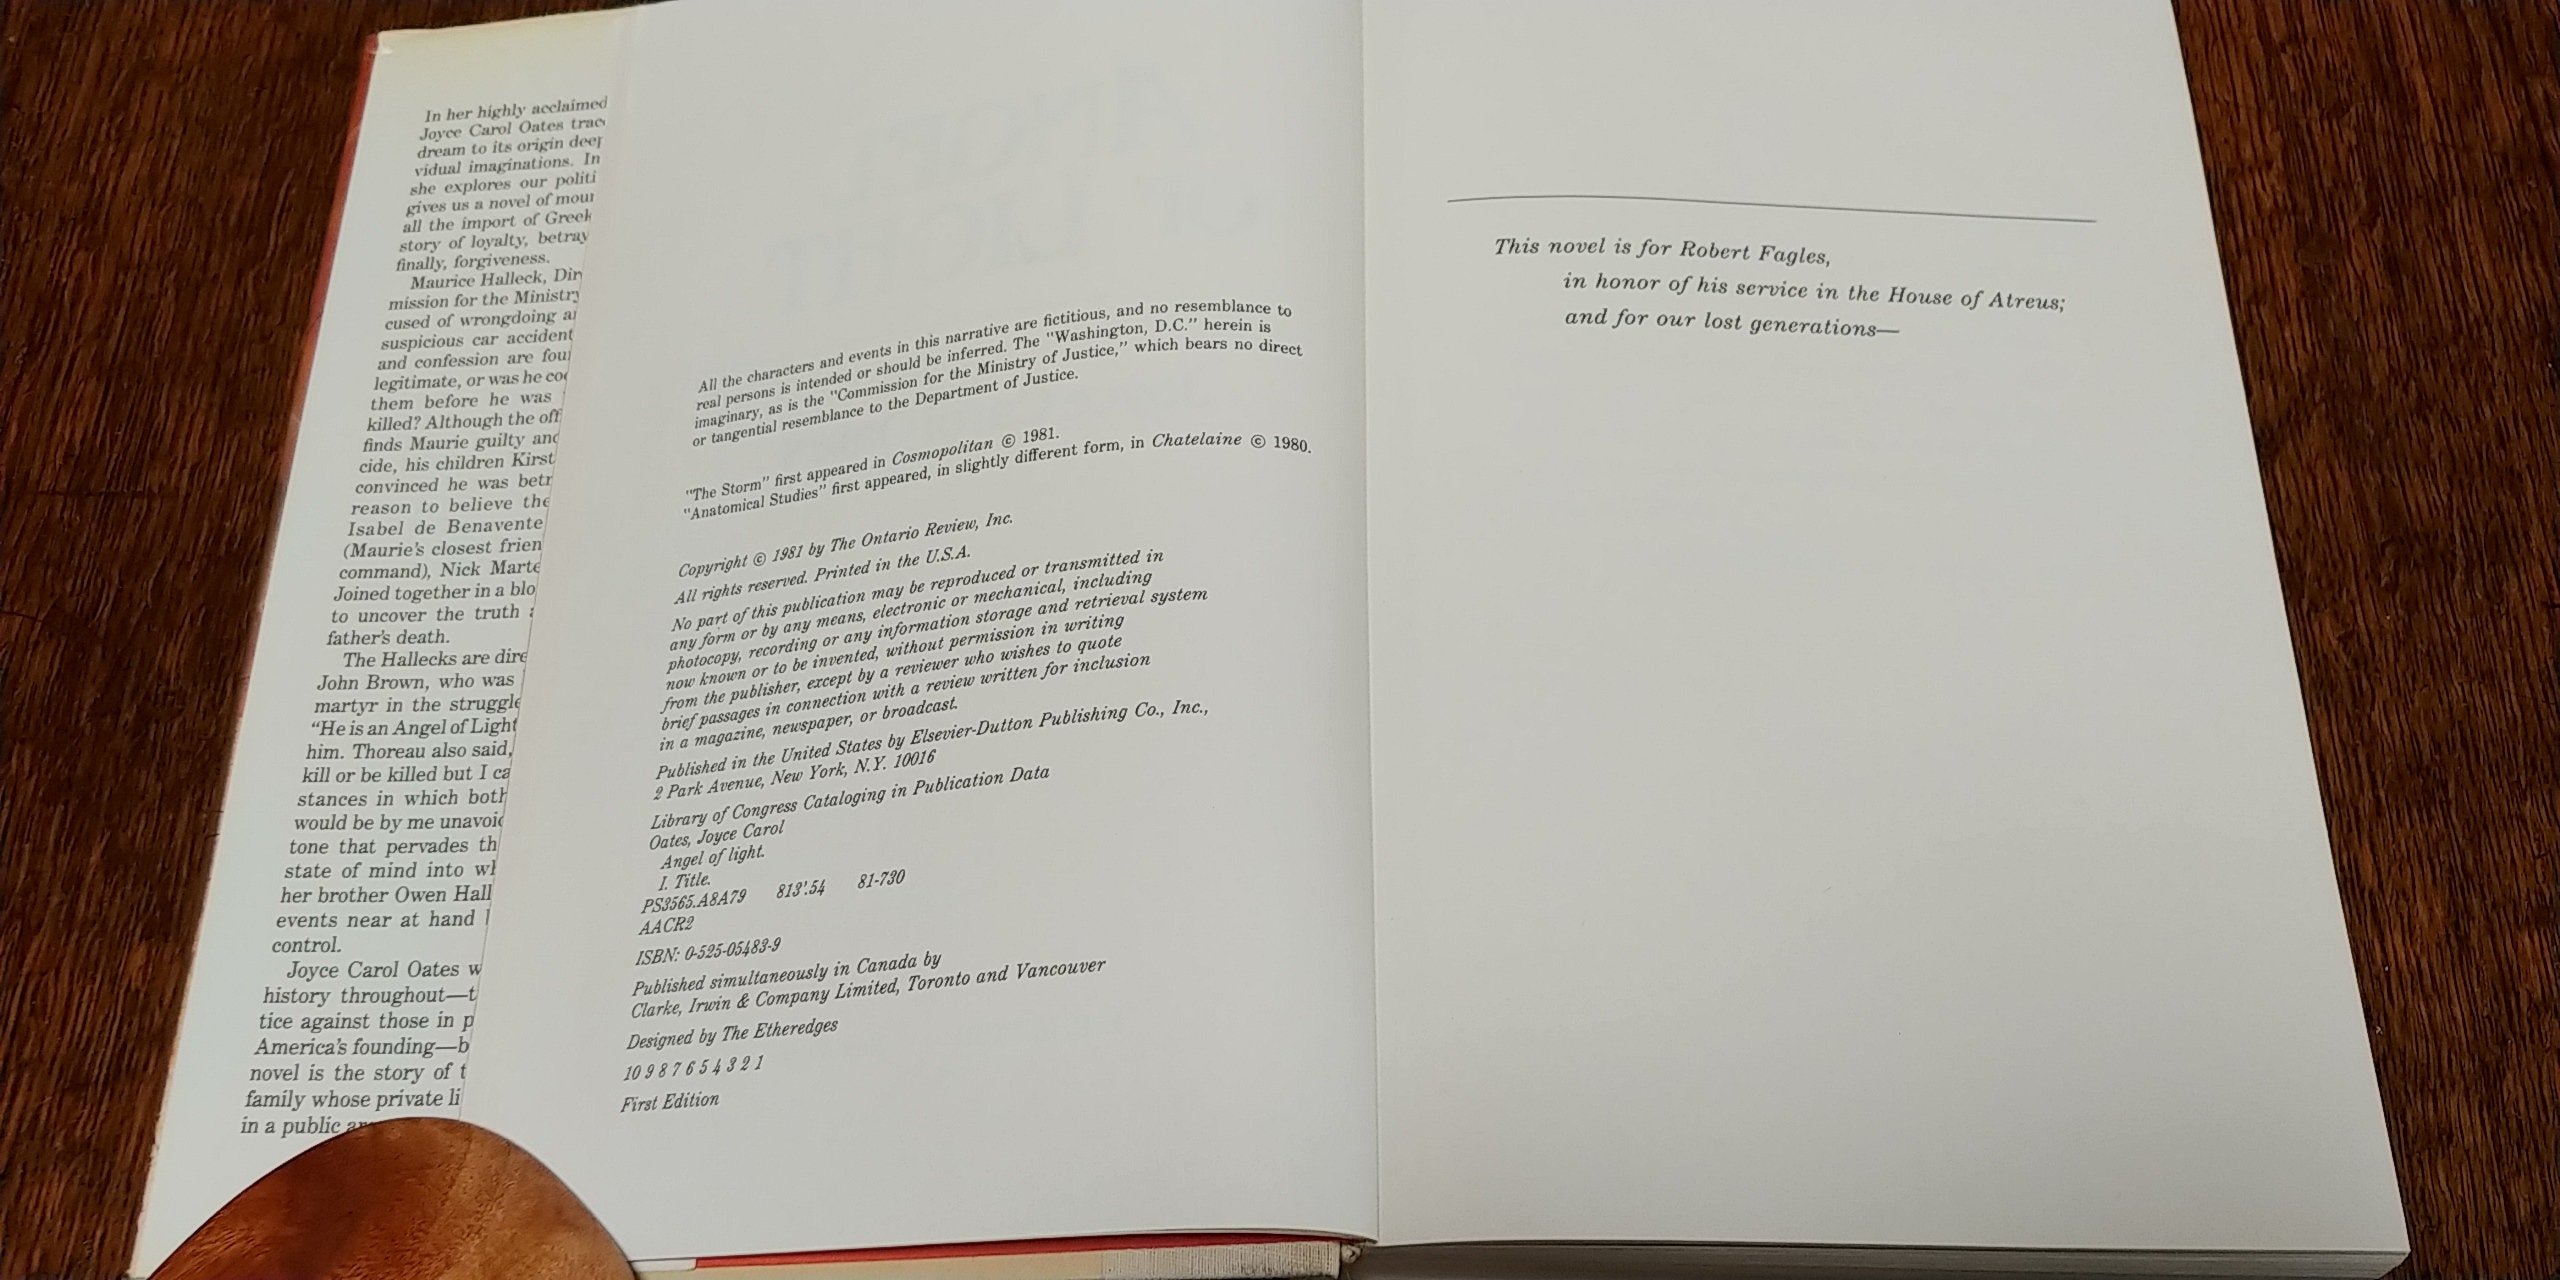 In her highly acclaimed
Joyce Carol Oates
dream to its origin
vidual imaginations. In
she explores our
gives us a novel of
all the import of Greek
story of loyalty,
finally, forgiveness.
Maurice Halleck,
mission for the Ministry
cused of wrongdoing
suspicious car accident
and confession are
legitimate, or was he
them before he was
killed? Although the
finds Maurie guilty and
cide, his children
convinced he was
reason to believe the
Isabel de Benavente
(Maurie's closest
command), Nick
Joined together in a
to uncover the truth
father's death.
The Hallecks are
John Brown, who was
martyr in the struggle
“He is an Angel of Light
him. Thoreau also said,
kill or be killed but I
stances in which both
would be by me
tone that pervades
state of mind into
her brother Owen
events near at hand
control.
Joyce Carol Oates
history throughout—
tice against those in
America's founding—
novel is the story of
family whose private
in a public
All the characters and events in this narrative are fictitious, and no resemblance to
real persons is intended or should be inferred. The "Washington, D.C." herein is
imaginary, as is the "Commission for the Ministry of Justice," which bears no direct
or tangential resemblance to the Department of Justice.
"The Storm" first appeared in Cosmopolitan © 1981.
"Anatomical Studies" first appeared, in slightly different form, in Chatelaine © 1980.
Copyright © 1981 by The Ontario Review, Inc.
All rights reserved. Printed in the U.S.A.
No part of this publication may be reproduced or transmitted in
any form or by any means, electronic or mechanical, including
photocopy, recording or any information storage and retrieval system
now known or to be invented, without permission in writing
from the publisher, except by a reviewer who wishes to quote
brief passages in connection with a review written for inclusion
in a magazine, newspaper, or broadcast.
Published in the United States by Elsevier-Dutton Publishing Co., Inc.,
2 Park Avenue, New York, N.Y. 10016
Library of Congress Cataloging in Publication Data
Oates, Joyce Carol
Angel of light.
I. Title.
PS3565.A8A79 813'.54 81-730
AACR2
ISBN: 0-525-05483-9
Published simultaneously in Canada by
Clarke, Irwin & Company Limited, Toronto and Vancouver
Designed by The Etheredges
10 9 8 7 6 5 4 3 2 1
First Edition
This novel is for Robert Fagles,
in honor of his service in the House of Atreus;
and for our lost generations—